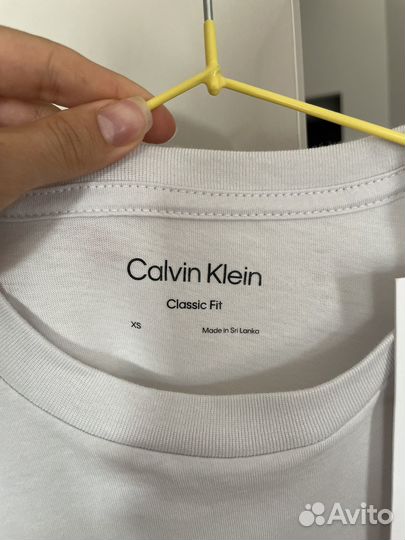 Calvin Klein
Classic Fit
XS
Made in Sri Lanka
Avito